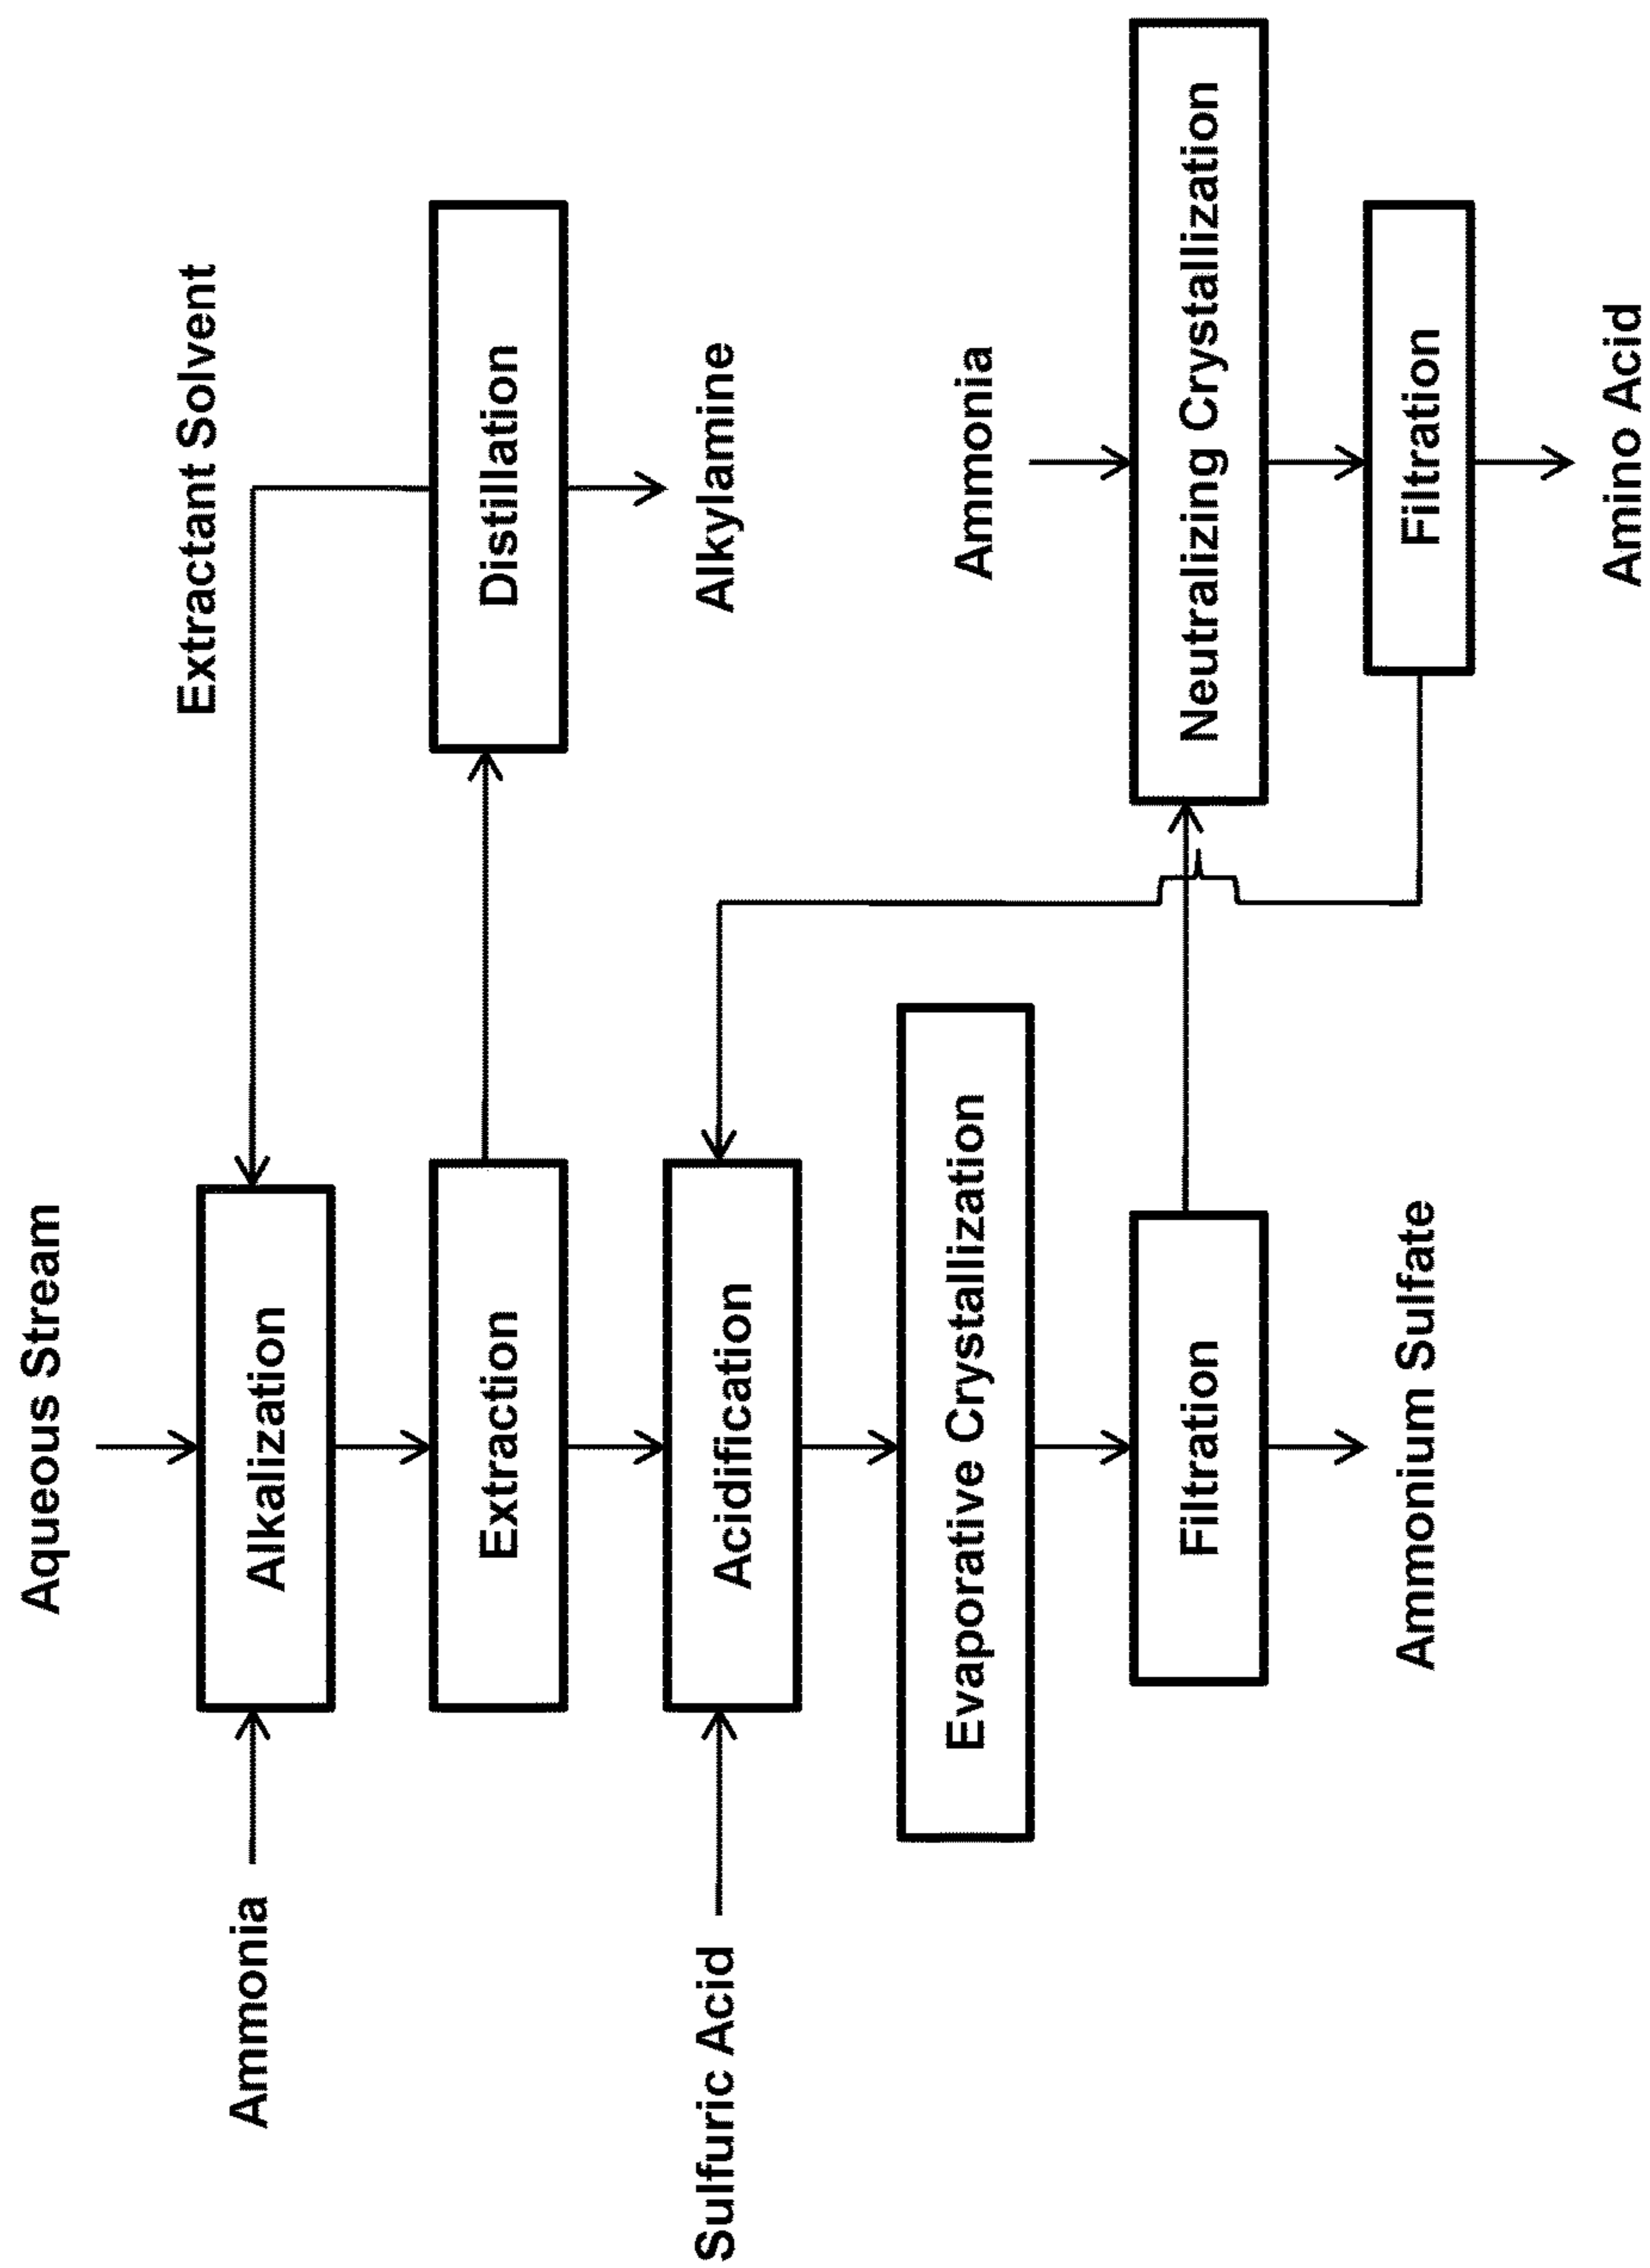 Aqueous Stream
Extractant Solvent
Ammonia
Alkalization
Extraction
Distillation
Sulfuric Acid
Acidification
Alkylamine
Evaporative Crystallization
Ammonia
Filtration
Neutralizing Crystallization
Ammonium Sulfate
Filtration
Amino Acid